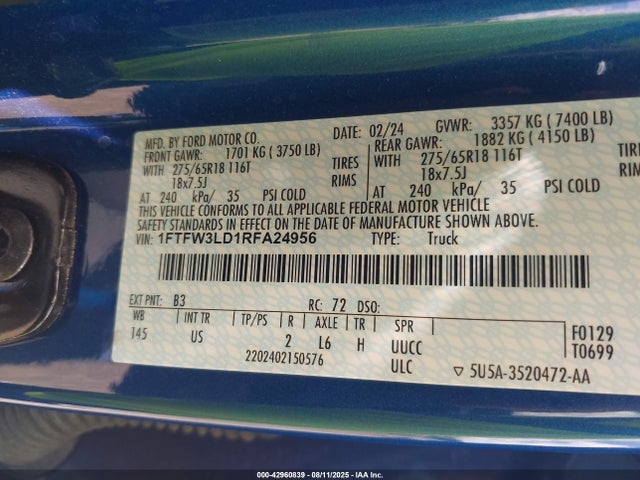 MFD. BY FORD MOTOR CO.
DATE: 02/24 GVWR: 3357 KG ( 7400 LB)
FRONT GAWR: 1701 KG ( 3750 LB)
REAR GAWR: 1882 KG ( 4150 LB)
WITH 275/65R18 116T TIRES
WITH 275/65R18 116T TIRES
18x7.5J RIMS
18x7.5J RIMS
AT 240 kPa/ 35 PSI COLD
AT 240 kPa/ 35 PSI COLD
THIS VEHICLE CONFORMS TO ALL APPLICABLE FEDERAL MOTOR VEHICLE
SAFETY STANDARDS IN EFFECT ON THE DATE OF MANUFACTURE SHOWN ABOVE.
VIN: 1FTFW3LD1RFA24956 TYPE: Truck
EXT PNT: B3 RC: 72 DSO:
WB INT TR TP/PS R AXLE TR SPR
145 US 2 L6 H UUCC
2202402150576 ULC
F0129
T0699
▽ 5U5A-3520472-AA
000-42960839 - 08/11/2025 - IAA Inc.